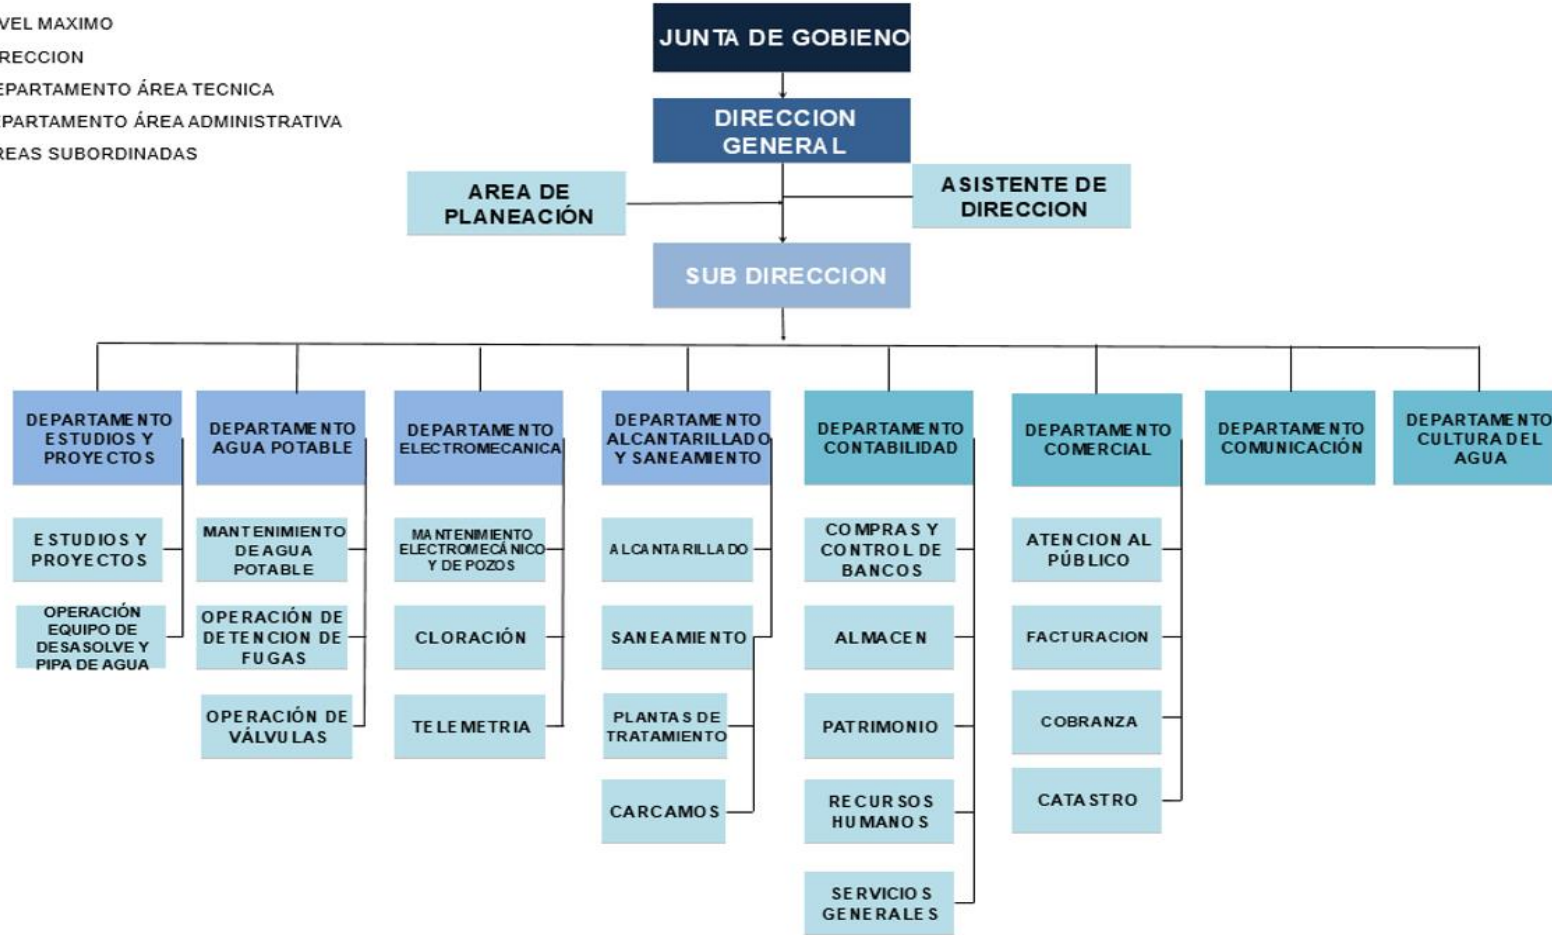 VEL MAXIMO
RECCION
EPARTAMENTO ÁREA TECNICA
EPARTAMENTO ÁREA ADMINISTRATIVA
REAS SUBORDINADAS
JUNTA DE GOBIENO
DIRECCION
GENERAL
AREA DE
PLANEACIÓN
ASISTENTE DE
DIRECCION
SUB DIRECCION
DEPARTAMENTO
ESTUDIOS Y
PROYECTOS
DEPARTAMENTO
AGUA POTABLE
DEPARTAMENTO
ELECTROMECANICA
DEPARTAMENTO
ALCANTARILLADO
Y SANEAMIENTO
DEPARTAMENTO
CONTABILIDAD
DEPARTAMENTO
COMERCIAL
DEPARTAMENTO
COMUNICACIÓN
DEPARTAMENTO
CULTURA DEL
AGUA
ESTUDIOS Y
PROYECTOS
OPERACIÓN
EQUIPO DE
DESASOLVE Y
PIPA DE AGUA
MANTENIMIENTO
DE AGUA
POTABLE
OPERACIÓN DE
DETENCION DE
FUGAS
OPERACIÓN DE
VÁLVULAS
MANTENIMIENTO
ELECTROMECÁNICO
Y DE POZOS
CLORACIÓN
TELEMETRIA
ALCANTARILLADO
SANEAMIENTO
PLANTAS DE
TRATAMIENTO
CARCAMOS
COMPRAS Y
CONTROL DE
BANCOS
ALMACEN
PATRIMONIO
RECURSOS
HUMANOS
SERVICIOS
GENERALES
ATENCION AL
PÚBLICO
FACTURACION
COBRANZA
CATASTRO